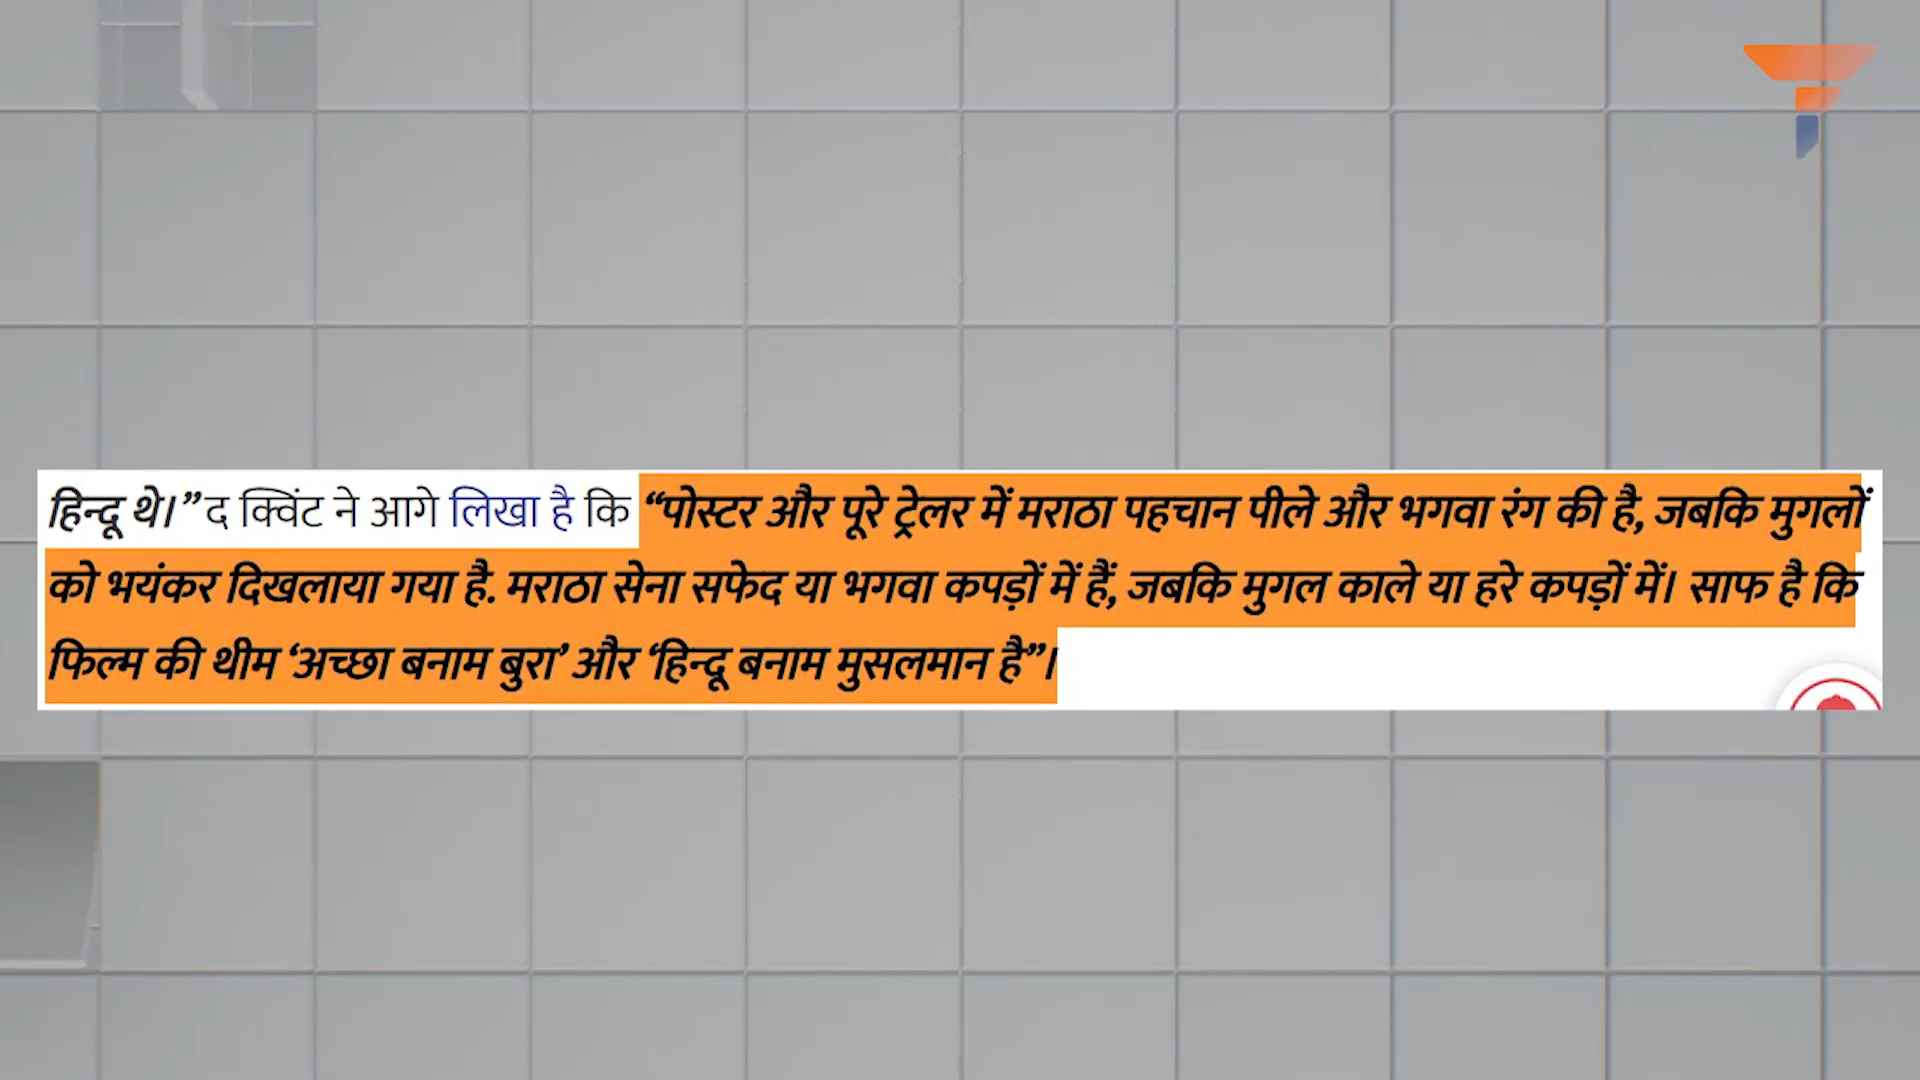 हिन्दू थे।” द क्विंट ने आगे लिखा है कि “पोस्टर और पूरे ट्रेलर में मराठा पहचान पीले और भगवा रंग की है, जबकि मुगलों
को भयंकर दिखलाया गया है. मराठा सेना सफेद या भगवा कपड़ों में हैं, जबकि मुगल काले या हरे कपड़ों में। साफ है कि
फिल्म की थीम ‘अच्छा बनाम बुरा’ और ‘हिन्दू बनाम मुसलमान है”।